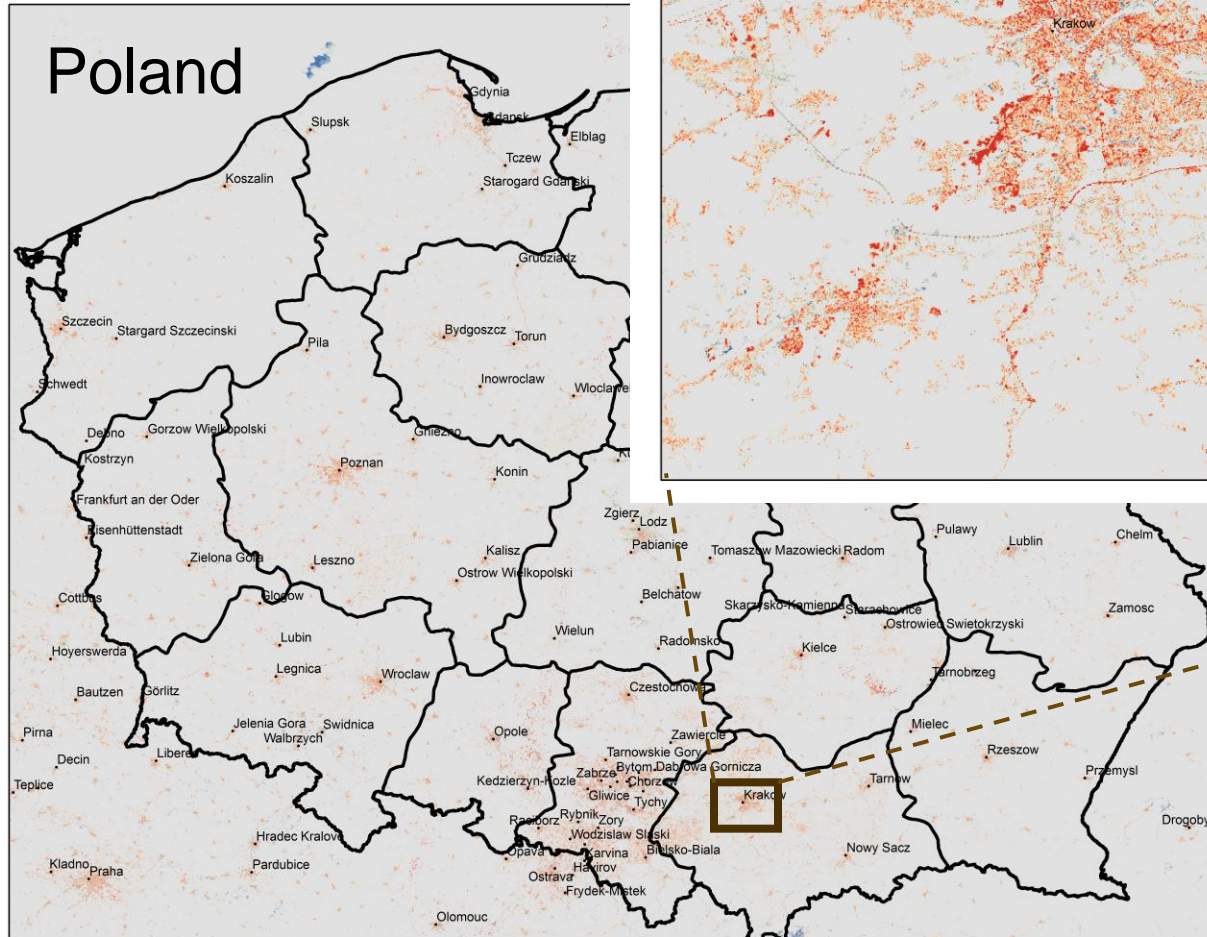 Poland
Krakow
Gdynia
Gdansk
Slupsk
Elblag
Tczew
Koszalin
Starogard Gdanski
Grudziadz
Szczecin
Stargard Szczecinski
Bydgoszcz
Torun
Pila
Inowroclaw
Schwedt
Debno
Gorzow Wielkopolski
Gniezno
Kostrzyn
Poznan
Konin
Frankfurt an der Oder
Eisenhüttenstadt
Zgierz
Lodz
Pulawy
Chelm
Lublin
Pabianice
Tomaszow Mazowiecki
Radom
Zielona Gora
Leszno
Kalisz
Ostrow Wielkopolski
Cottbus
Glogow
Belchatow
Skarzysko-Kamienna
Starachowice
Zamosc
Ostrowiec Swietokrzyski
Lubin
Wielun
Radomsko
Kielce
Hoyerswerda
Legnica
Wroclaw
Tarnobrzeg
Bautzen
Görlitz
Czestochowa
Jelenia Gora
Swidnica
Walbrzych
Mielec
Pirna
Opole
Zawiercie
Decin
Tarnowskie Gory
Rzeszow
Bytom
Dabrowa Gornicza
Przemysl
Teplice
Kedzierzyn-Kozle
Zabrze
Chorzow
Tarnow
Gliwice
Tychy
Krakow
Rybnik
Raciborz
Zory
Drogoby
Hradec Kralove
Wodzislaw Slaski
Bielsko-Biala
Nowy Sacz
Opava
Karvina
Kladno
Praha
Pardubice
Havirov
Ostrava
Frydek-Mistek
Olomouc